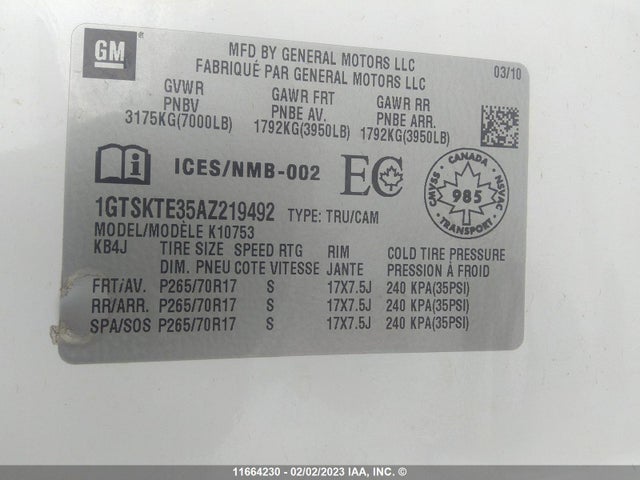 GM
MFD BY GENERAL MOTORS LLC
FABRIQUÉ PAR GENERAL MOTORS LLC
03/10
GVWR GAWR FRT GAWR RR
PNBV PNBE AV. PNBE ARR.
3175KG(7000LB) 1792KG(3950LB) 1792KG(3950LB)
ICES/NMB-002 EC
CANADA
CMVSS 985 NSVAC
TRANSPORT
1GTSKTE35AZ219492 TYPE: TRU/CAM
MODEL/MODÈLE K10753
KB4J TIRE SIZE SPEED RTG RIM COLD TIRE PRESSURE
DIM. PNEU COTE VITESSE JANTE PRESSION À FROID
FRT/AV. P265/70R17 S 17X7.5J 240 KPA(35PSI)
RR/ARR. P265/70R17 S 17X7.5J 240 KPA(35PSI)
SPA/SOS P265/70R17 S 17X7.5J 240 KPA(35PSI)
11664230 - 02/02/2023 IAA, INC. ©